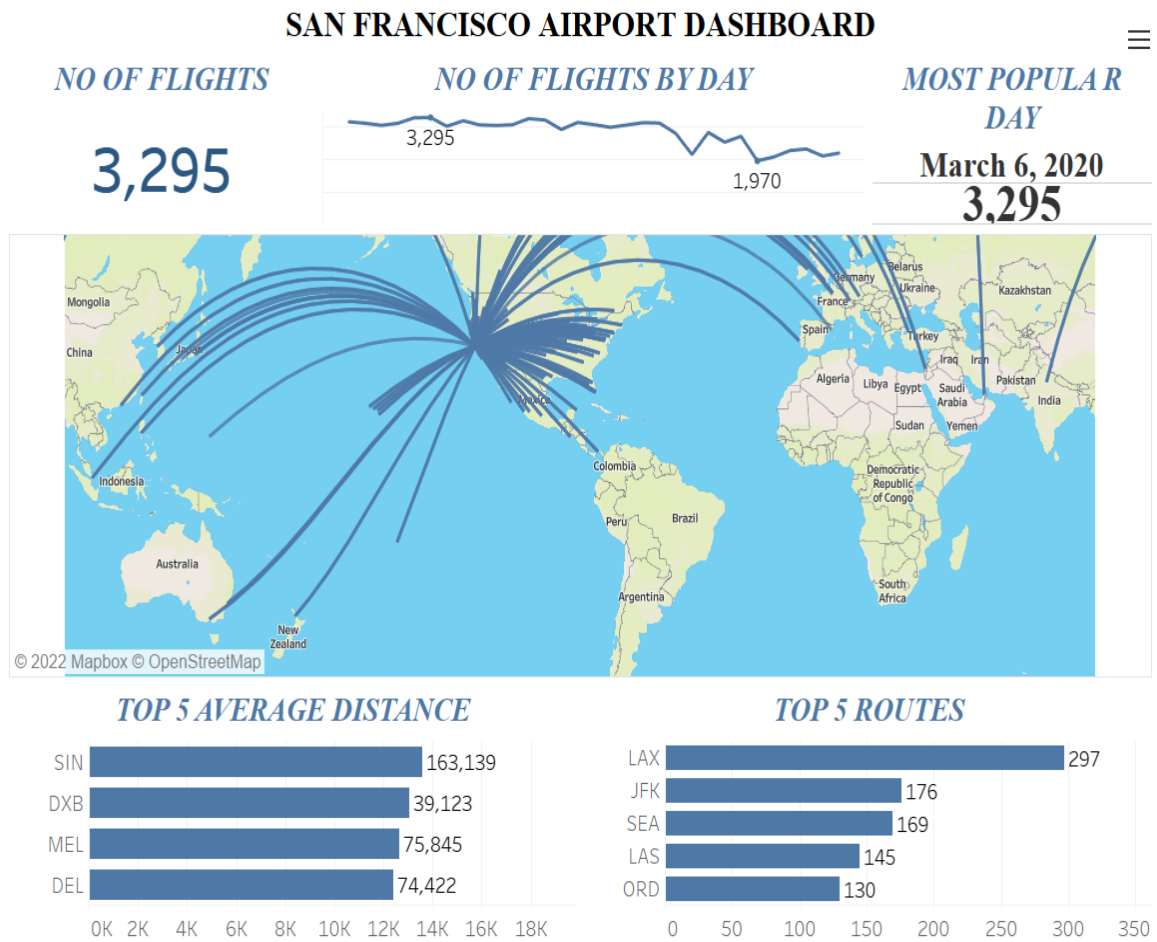 SAN FRANCISCO AIRPORT DASHBOARD
NO OF FLIGHTS
3,295
NO OF FLIGHTS BY DAY
3,295
1,970
MOST POPULA R
DAY
March 6, 2020
3,295
Mongolia
China
Japan
Indonesia
Australia
New
Zealand
Mexico
Colombia
Peru
Brazil
Argentina
Germany
Belarus
Ukraine
France
Spain
Turkey
Kazakhstan
Iraq
Iran
Algeria
Libya
Egypt
Saudi
Arabia
Pakistan
India
Sudan
Yemen
Democratic
Republic
of Congo
South
Africa
© 2022 Mapbox © OpenStreetMap
TOP 5 AVERAGE DISTANCE
SIN 163,139
DXB 39,123
MEL 75,845
DEL 74,422
0K 2K 4K 6K 8K 10K 12K 14K 16K 18K
TOP 5 ROUTES
LAX 297
JFK 176
SEA 169
LAS 145
ORD 130
0 50 100 150 200 250 300 350